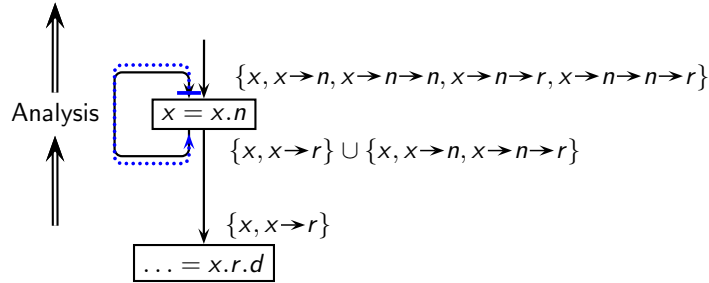 {x, x→n, x→n→n, x→n→r, x→n→n→r}
Analysis
x = x.n
{x, x→r} ∪ {x, x→n, x→n→r}
{x, x→r}
... = x.r.d